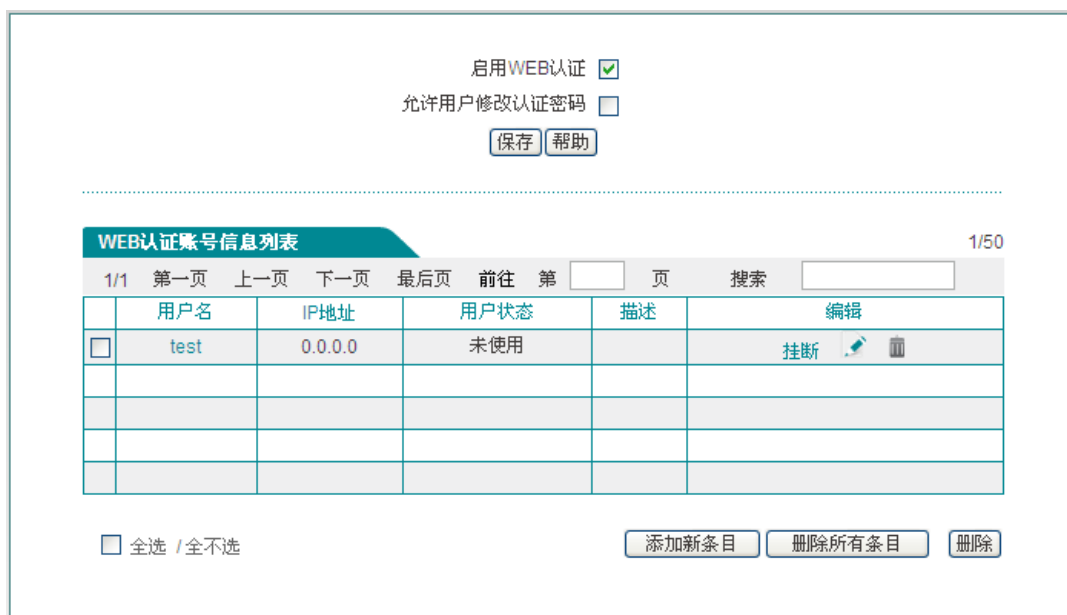 启用WEB认证
允许用户修改认证密码
保存 帮助
WEB认证账号信息列表 1/50
1/1 第一页 上一页 下一页 最后页 前往 第 页 搜索
用户名 IP地址 用户状态 描述 编辑
test 0.0.0.0 未使用 挂断
全选 / 全不选 添加新条目 删除所有条目 删除